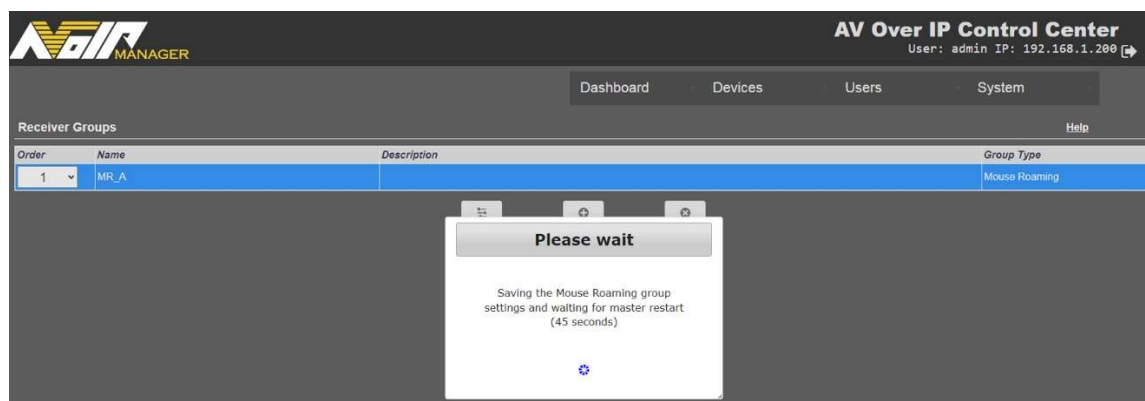 AVoIP MANAGER
AV Over IP Control Center
User: admin IP: 192.168.1.200
Dashboard Devices Users System
Receiver Groups Help
Order Name Description Group Type
1 MR_A Mouse Roaming
Please wait
Saving the Mouse Roaming group
settings and waiting for master restart
(45 seconds)